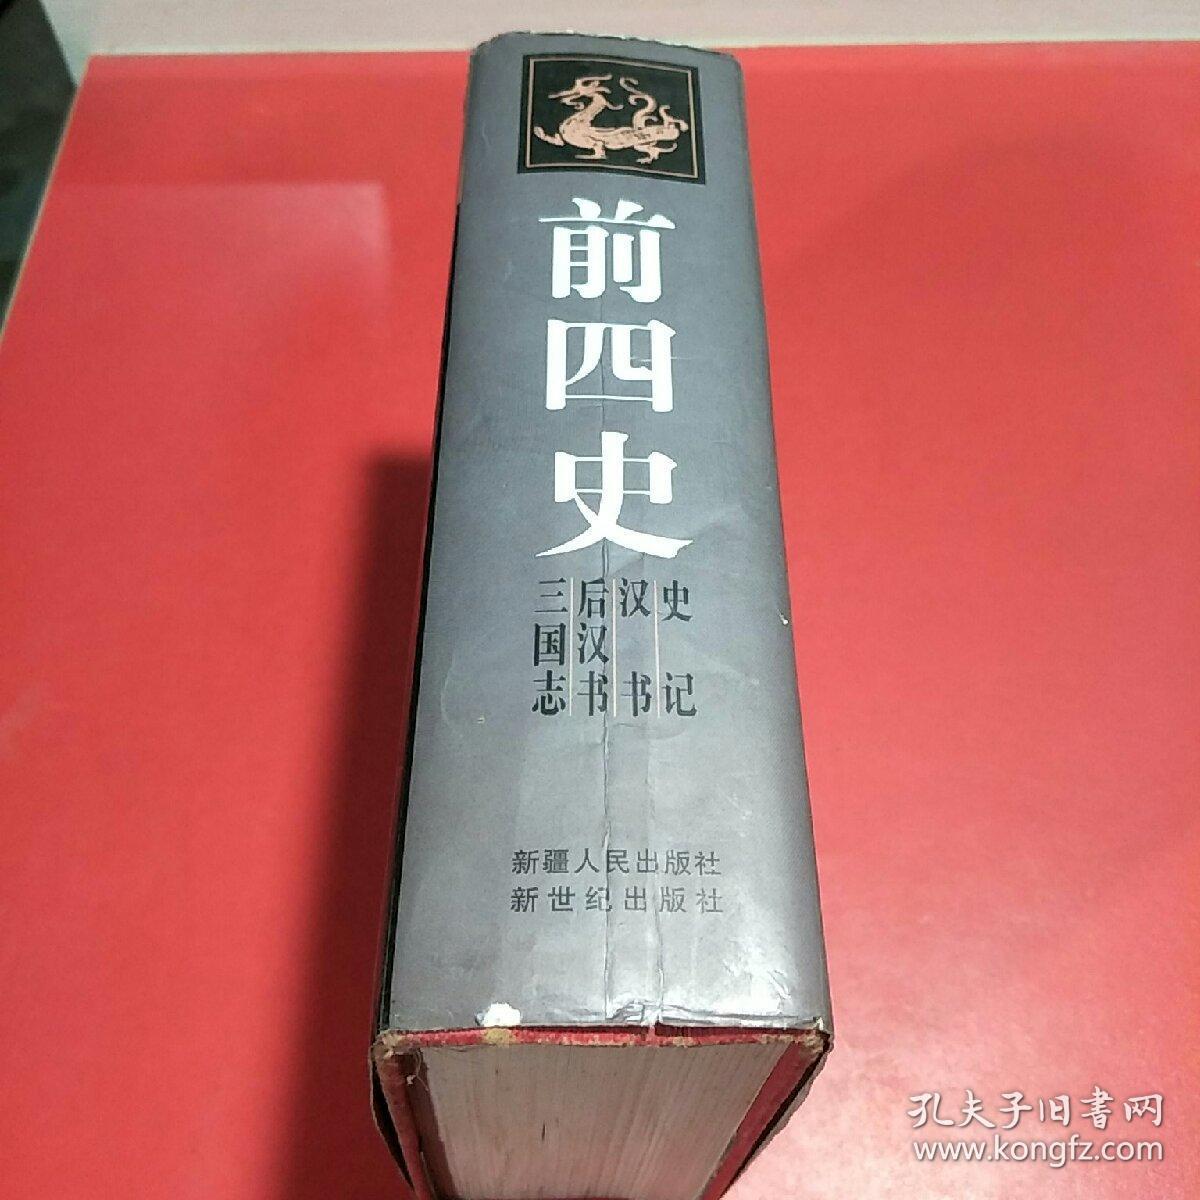 前四史
史记
汉书
后汉书
三国志
新疆人民出版社
新世纪出版社
孔夫子旧書网
www.kongfz.com